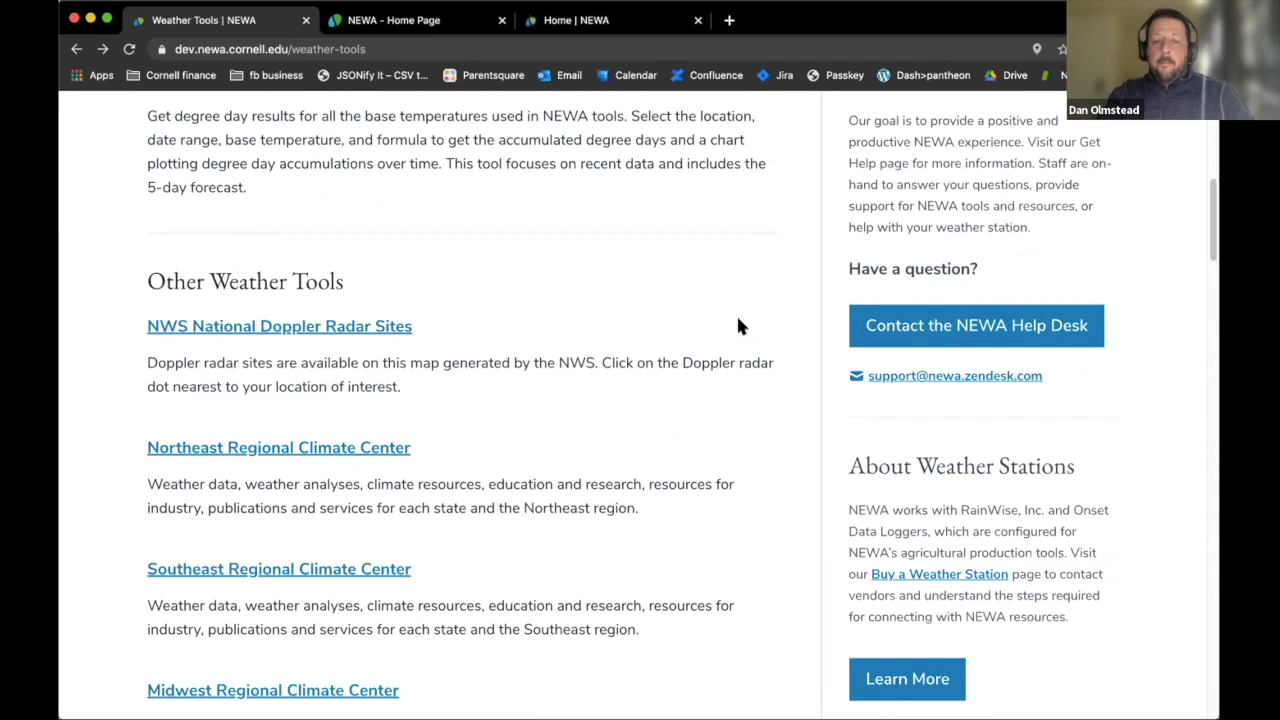 Weather Tools | NEWA
NEWA - Home Page
Home | NEWA
dev.newa.cornell.edu/weather-tools
Apps
Cornell finance
fb business
JSONify It – CSV t...
Parentsquare
Email
Calendar
Confluence
Jira
Passkey
Dash>pantheon
Drive
N
Dan Olmstead
Get degree day results for all the base temperatures used in NEWA tools. Select the location,
date range, base temperature, and formula to get the accumulated degree days and a chart
plotting degree day accumulations over time. This tool focuses on recent data and includes the
5-day forecast.
Other Weather Tools
NWS National Doppler Radar Sites
Doppler radar sites are available on this map generated by the NWS. Click on the Doppler radar
dot nearest to your location of interest.
Northeast Regional Climate Center
Weather data, weather analyses, climate resources, education and research, resources for
industry, publications and services for each state and the Northeast region.
Southeast Regional Climate Center
Weather data, weather analyses, climate resources, education and research, resources for
industry, publications and services for each state and the Southeast region.
Midwest Regional Climate Center
Our goal is to provide a positive and
productive NEWA experience. Visit our Get
Help page for more information. Staff are on-
hand to answer your questions, provide
support for NEWA tools and resources, or
help with your weather station.
Have a question?
Contact the NEWA Help Desk
support@newa.zendesk.com
About Weather Stations
NEWA works with RainWise, Inc. and Onset
Data Loggers, which are configured for
NEWA's agricultural production tools. Visit
our Buy a Weather Station page to contact
vendors and understand the steps required
for connecting with NEWA resources.
Learn More